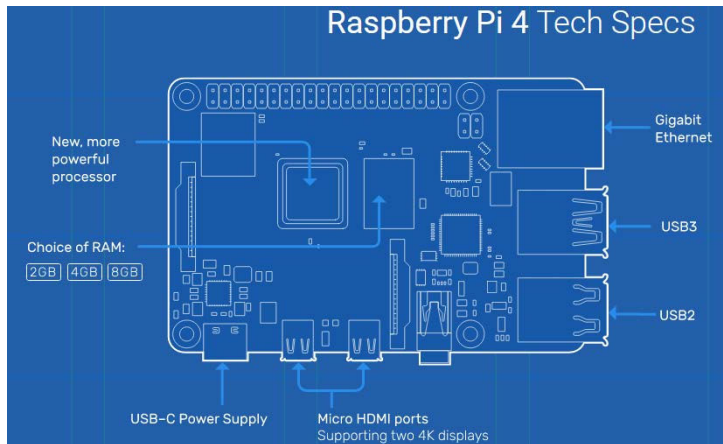 Raspberry Pi 4 Tech Specs
New, more
powerful
processor
Choice of RAM:
2GB 4GB 8GB
Gigabit
Ethernet
USB3
USB2
USB-C Power Supply
Micro HDMI ports
Supporting two 4K displays